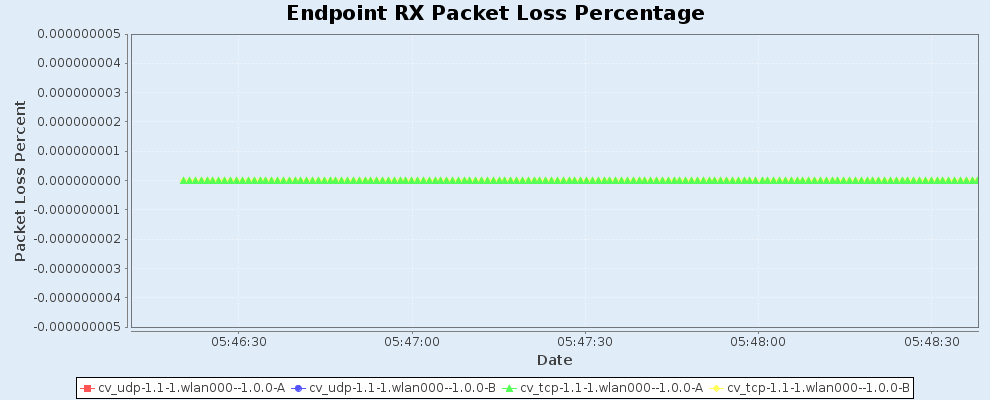 Endpoint RX Packet Loss Percentage
0.000000005
0.000000004
0.000000003
0.000000002
0.000000001
0.000000000
-0.000000001
-0.000000002
-0.000000003
-0.000000004
-0.000000005
Packet Loss Percent
05:46:30 05:47:00 05:47:30 05:48:00 05:48:30
Date
cv_udp-1.1-1.wlan000--1.0.0-A cv_udp-1.1-1.wlan000--1.0.0-B cv_tcp-1.1-1.wlan000--1.0.0-A cv_tcp-1.1-1.wlan000--1.0.0-B